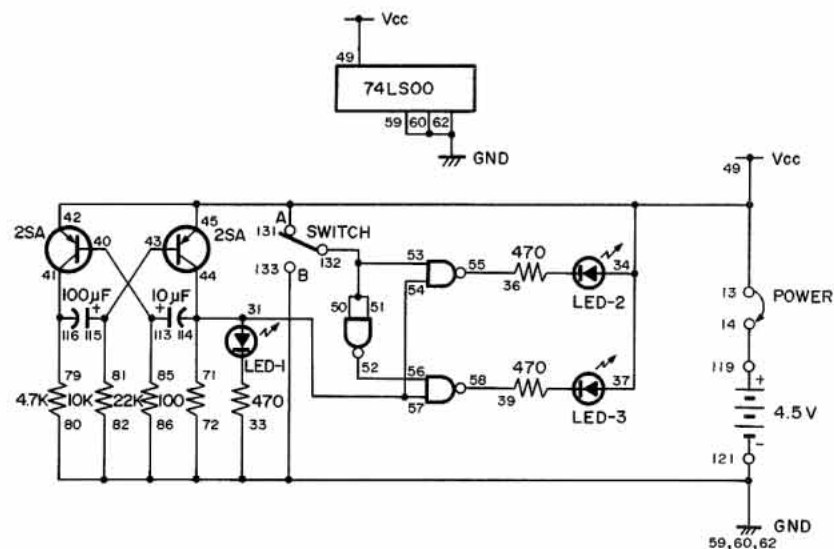 Vcc
49
74LS00
59 60 62
GND
49 Vcc
42 45 A
131 SWITCH
2SA 40 43 2SA
132
41 44 133 B
53 55 470 34
54 36 LED-2
100µF + 10µF + 31
116 115 113 114
50 51
LED-1
52
56 58 470 37
57 39 LED-3
13 POWER
14
119
+
4.5V
-
121
79 81 85 71
4.7K 10K 22K 100 470
80 82 86 72 33
GND
59,60,62